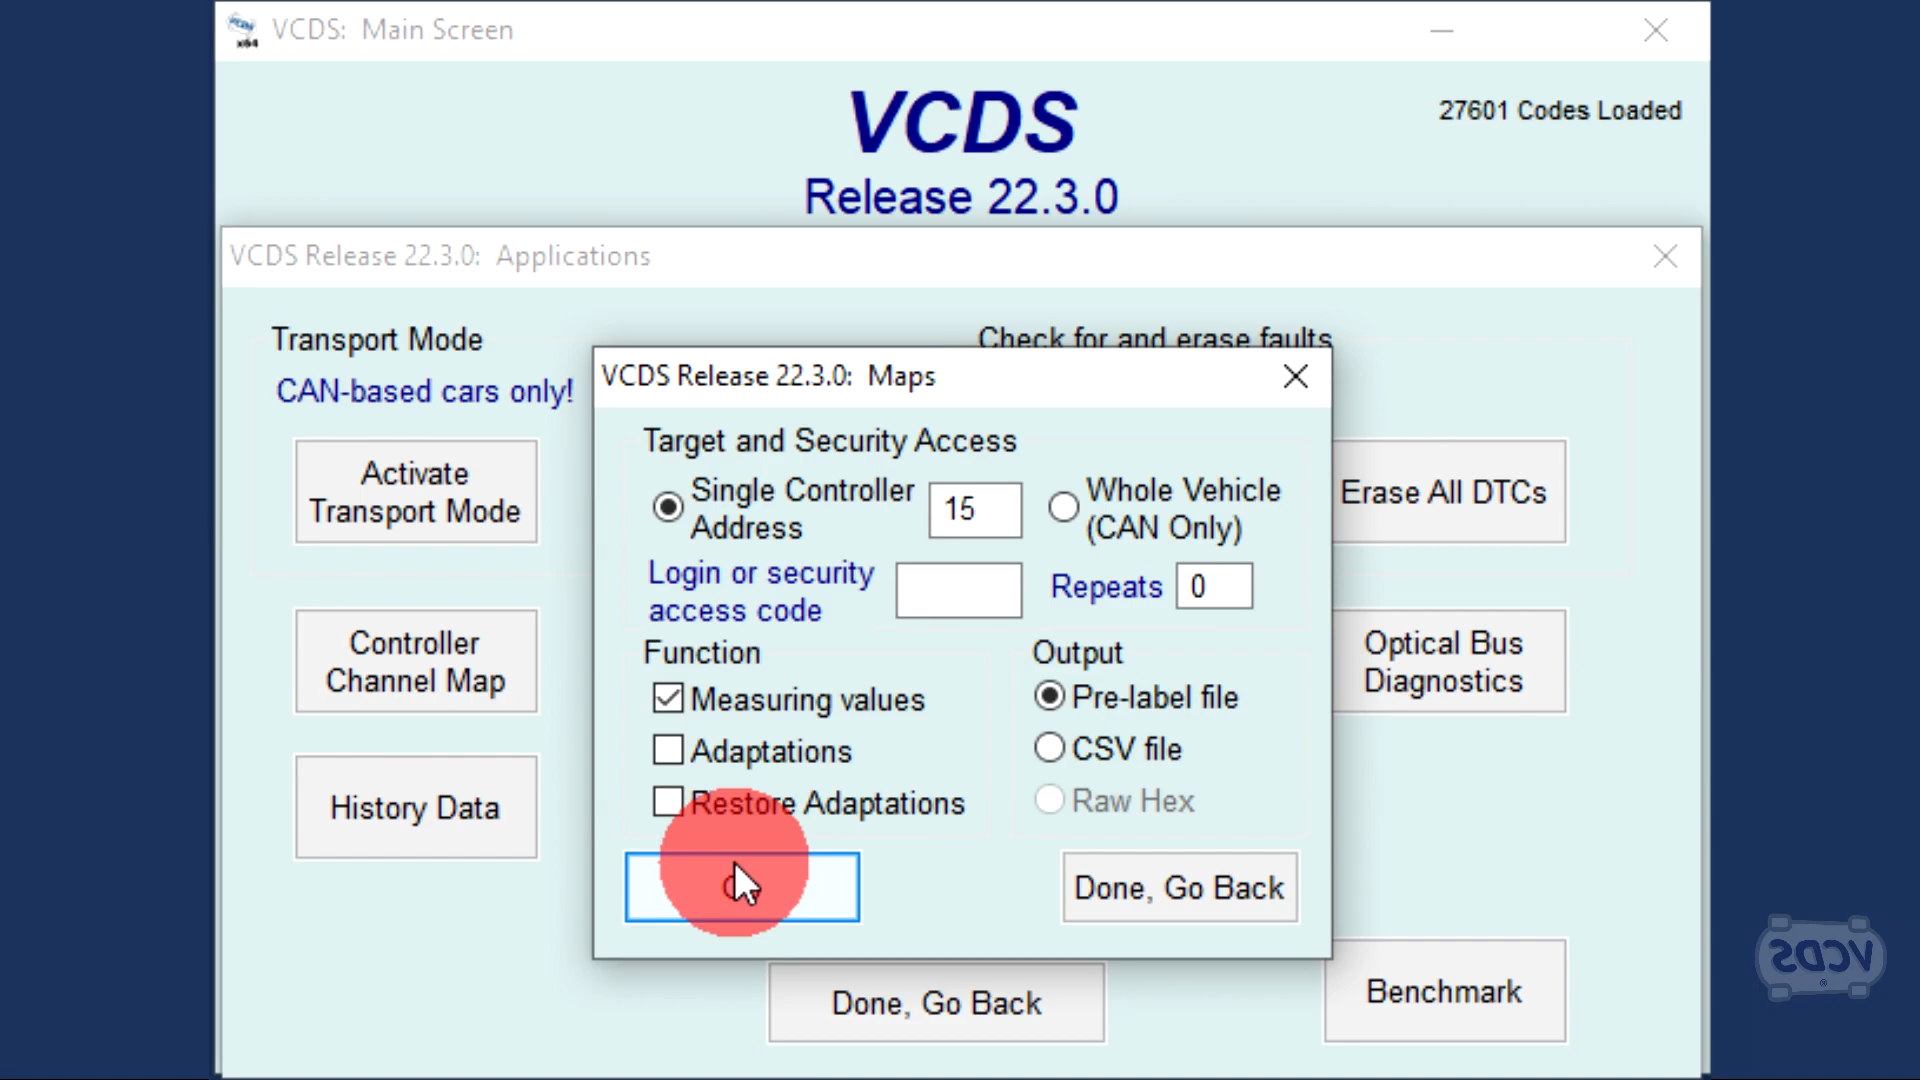 VCDS: Main Screen
VCDS
Release 22.3.0
27601 Codes Loaded
VCDS Release 22.3.0: Applications
Transport Mode
CAN-based cars only!
Activate
Transport Mode
Controller
Channel Map
History Data
Check for and erase faults
VCDS Release 22.3.0: Maps
Target and Security Access
Single Controller
Address
15
Whole Vehicle
(CAN Only)
Login or security
access code
Repeats 0
Function
Measuring values
Adaptations
Restore Adaptations
Output
Pre-label file
CSV file
Raw Hex
Done, Go Back
Erase All DTCs
Optical Bus
Diagnostics
Done, Go Back
Benchmark
VCDS